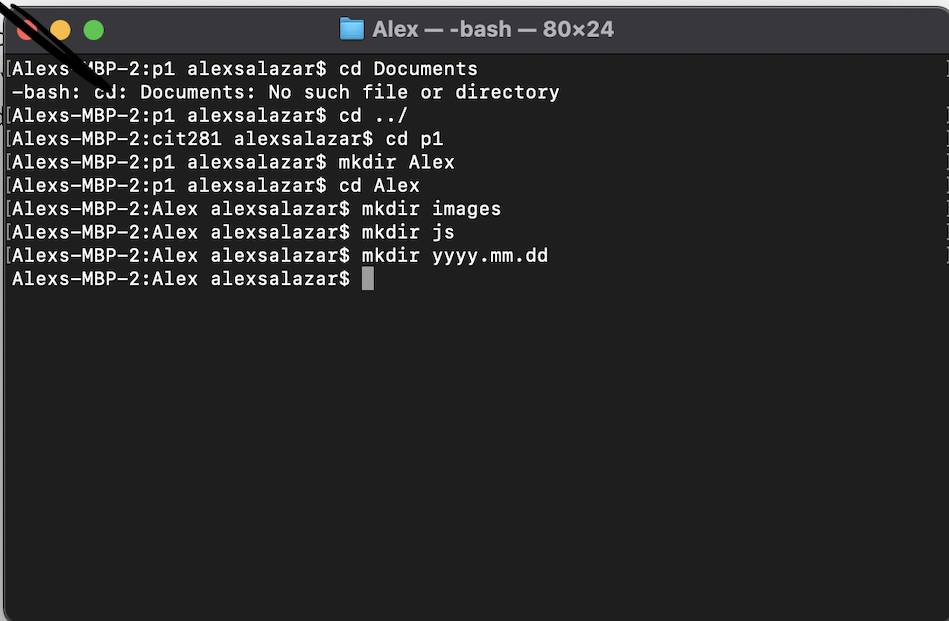 Alex — -bash — 80×24
[Alexs-MBP-2:p1 alexsalazar$ cd Documents
-bash: cd: Documents: No such file or directory
[Alexs-MBP-2:p1 alexsalazar$ cd ../
[Alexs-MBP-2:cit281 alexsalazar$ cd p1
[Alexs-MBP-2:p1 alexsalazar$ mkdir Alex
[Alexs-MBP-2:p1 alexsalazar$ cd Alex
[Alexs-MBP-2:Alex alexsalazar$ mkdir images
[Alexs-MBP-2:Alex alexsalazar$ mkdir js
[Alexs-MBP-2:Alex alexsalazar$ mkdir yyyy.mm.dd
Alexs-MBP-2:Alex alexsalazar$